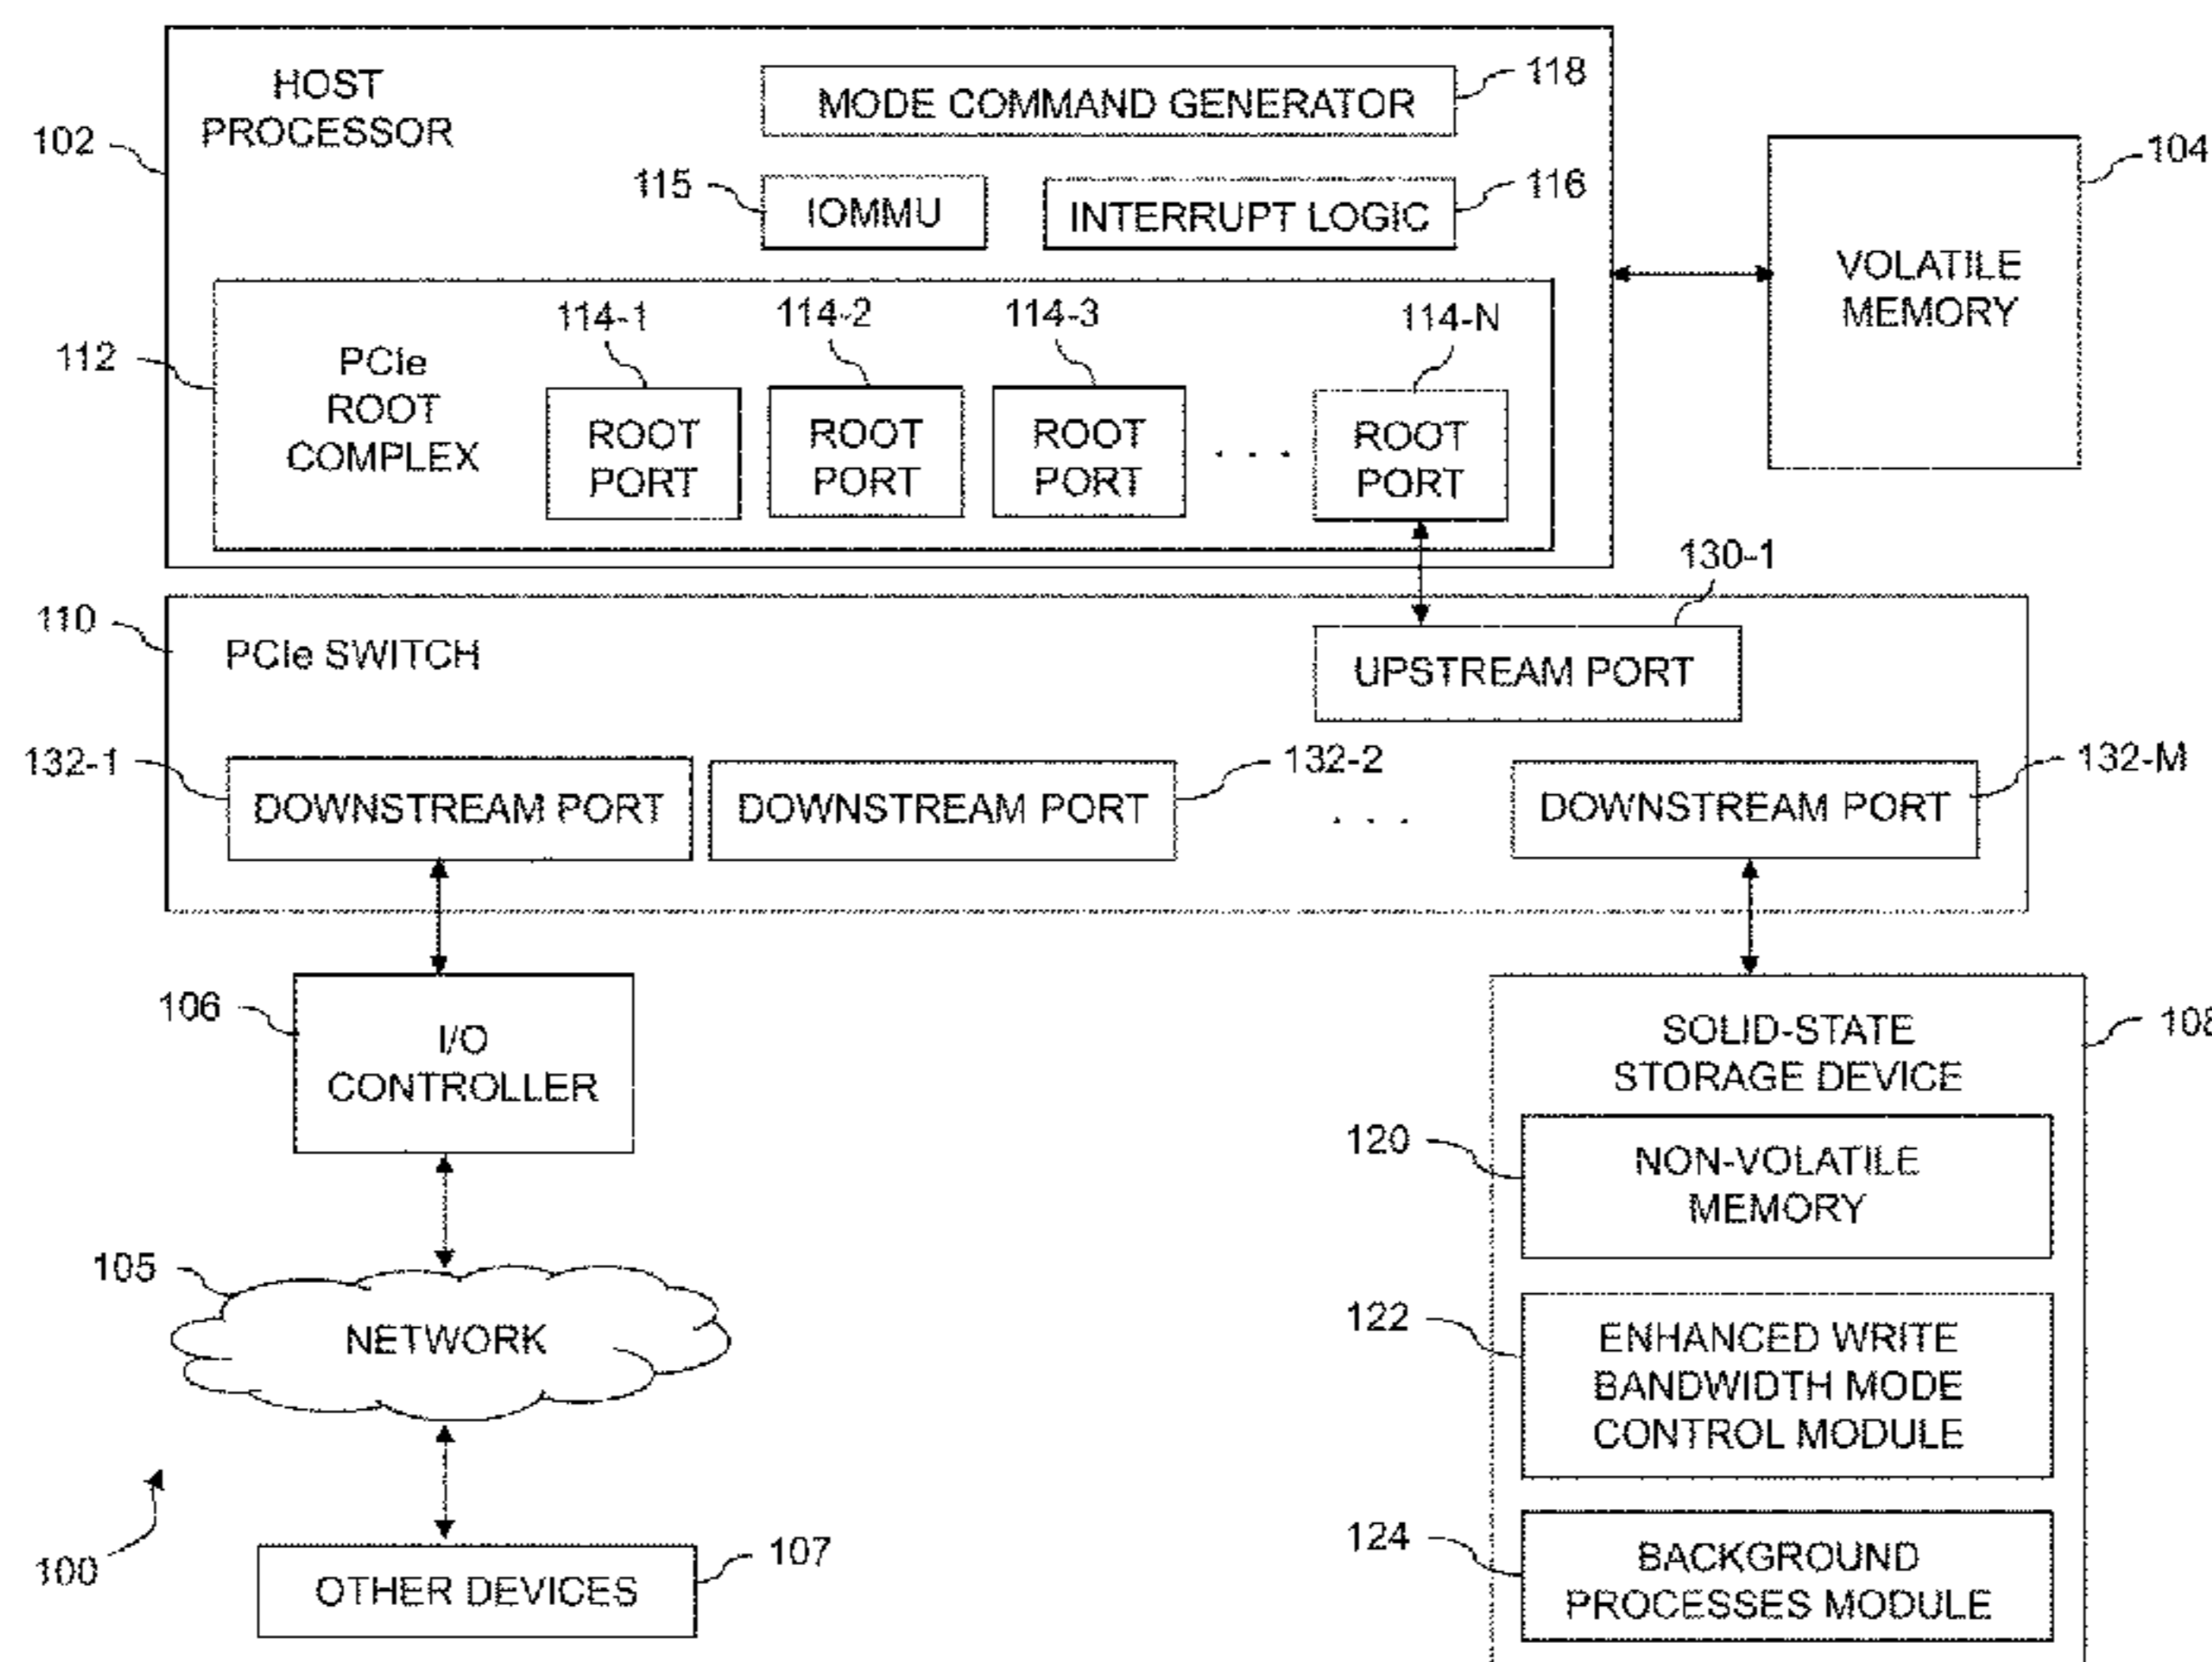 HOST
PROCESSOR
MODE COMMAND GENERATOR
118
102
115
IOMMU
INTERRUPT LOGIC
116
104
VOLATILE
MEMORY
112
PCIe
ROOT
COMPLEX
114-1
114-2
114-3
114-N
ROOT
PORT
ROOT
PORT
ROOT
PORT
. . .
ROOT
PORT
130-1
110
PCIe SWITCH
UPSTREAM PORT
132-1
DOWNSTREAM PORT
DOWNSTREAM PORT
132-2
. . .
DOWNSTREAM PORT
132-M
106
I/O
CONTROLLER
SOLID-STATE
STORAGE DEVICE
108
120
NON-VOLATILE
MEMORY
105
NETWORK
122
ENHANCED WRITE
BANDWIDTH MODE
CONTROL MODULE
100
OTHER DEVICES
107
124
BACKGROUND
PROCESSES MODULE